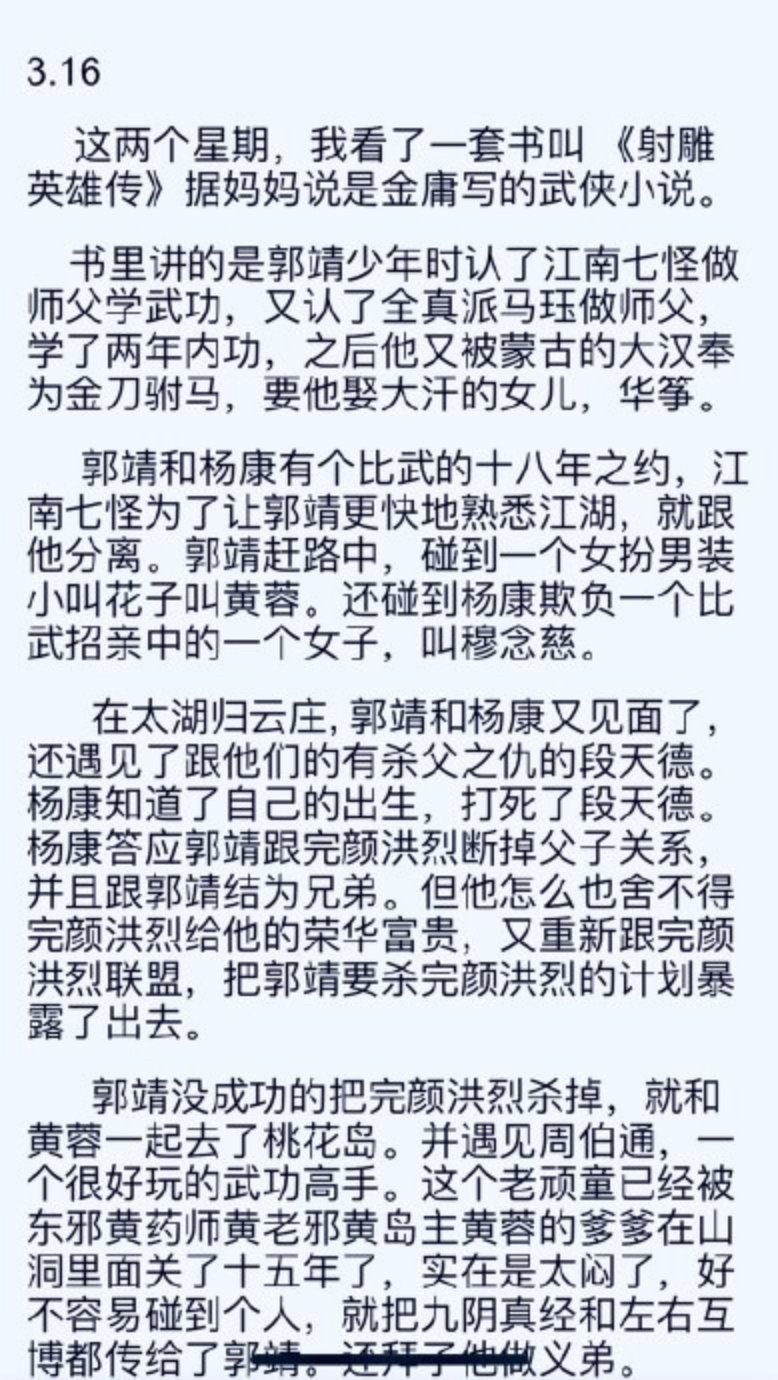 3.16
这两个星期，我看了一套书叫 《射雕
英雄传》据妈妈说是金庸写的武侠小说。
书里讲的是郭靖少年时认了江南七怪做
师父学武功，又认了全真派马珏做师父，
学了两年内功，之后他又被蒙古的大汉奉
为金刀驸马，要他娶大汗的女儿，华筝。
郭靖和杨康有个比武的十八年之约，江
南七怪为了让郭靖更快地熟悉江湖，就跟
他分离。郭靖赶路中，碰到一个女扮男装
小叫花子叫黄蓉。还碰到杨康欺负一个比
武招亲中的一个女子，叫穆念慈。
在太湖归云庄, 郭靖和杨康又见面了，
还遇见了跟他们的有杀父之仇的段天德。
杨康知道了自己的出生，打死了段天德。
杨康答应郭靖跟完颜洪烈断掉父子关系，
并且跟郭靖结为兄弟。但他怎么也舍不得
完颜洪烈给他的荣华富贵，又重新跟完颜
洪烈联盟，把郭靖要杀完颜洪烈的计划暴
露了出去。
郭靖没成功的把完颜洪烈杀掉，就和
黄蓉一起去了桃花岛。并遇见周伯通，一
个很好玩的武功高手。这个老顽童已经被
东邪黄药师黄老邪黄岛主黄蓉的爹爹在山
洞里面关了十五年了，实在是太闷了，好
不容易碰到个人，就把九阴真经和左右互
博都传给了郭靖。还拜了他做义弟。